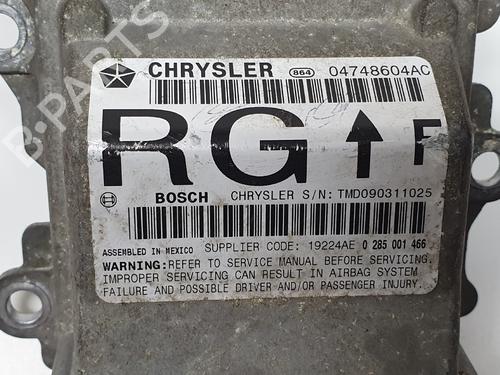 CHRYSLER 864 04748604AC
RG F
BOSCH CHRYSLER S/N: TMD090311025
ASSEMBLED IN MEXICO SUPPLIER CODE: 19224AE 0 285 001 466
WARNING: REFER TO SERVICE MANUAL BEFORE SERVICING.
IMPROPER SERVICING CAN RESULT IN AIRBAG SYSTEM
FAILURE AND POSSIBLE DRIVER AND/OR PASSENGER INJURY.
B-PARTS